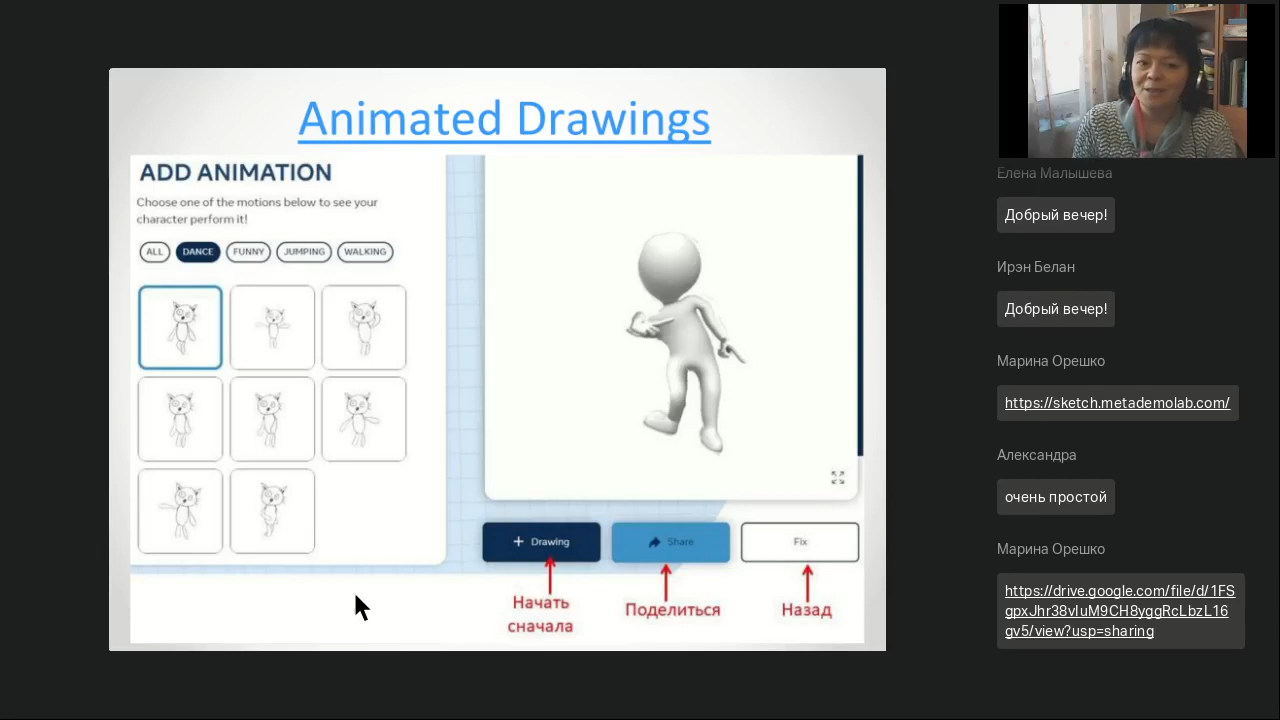 Animated Drawings
ADD ANIMATION
Choose one of the motions below to see your
character perform it!
ALL
DANCE
FUNNY
JUMPING
WALKING
+ Drawing
Share
Fix
Начать
сначала
Поделиться
Назад
Елена Малышева
Добрый вечер!
Ирэн Белан
Добрый вечер!
Марина Орешко
https://sketch.metademolab.com/
Александра
очень простой
Марина Орешко
https://drive.google.com/file/d/1FS
gpxJhr38vIuM9CH8yggRcLbzL16
gv5/view?usp=sharing